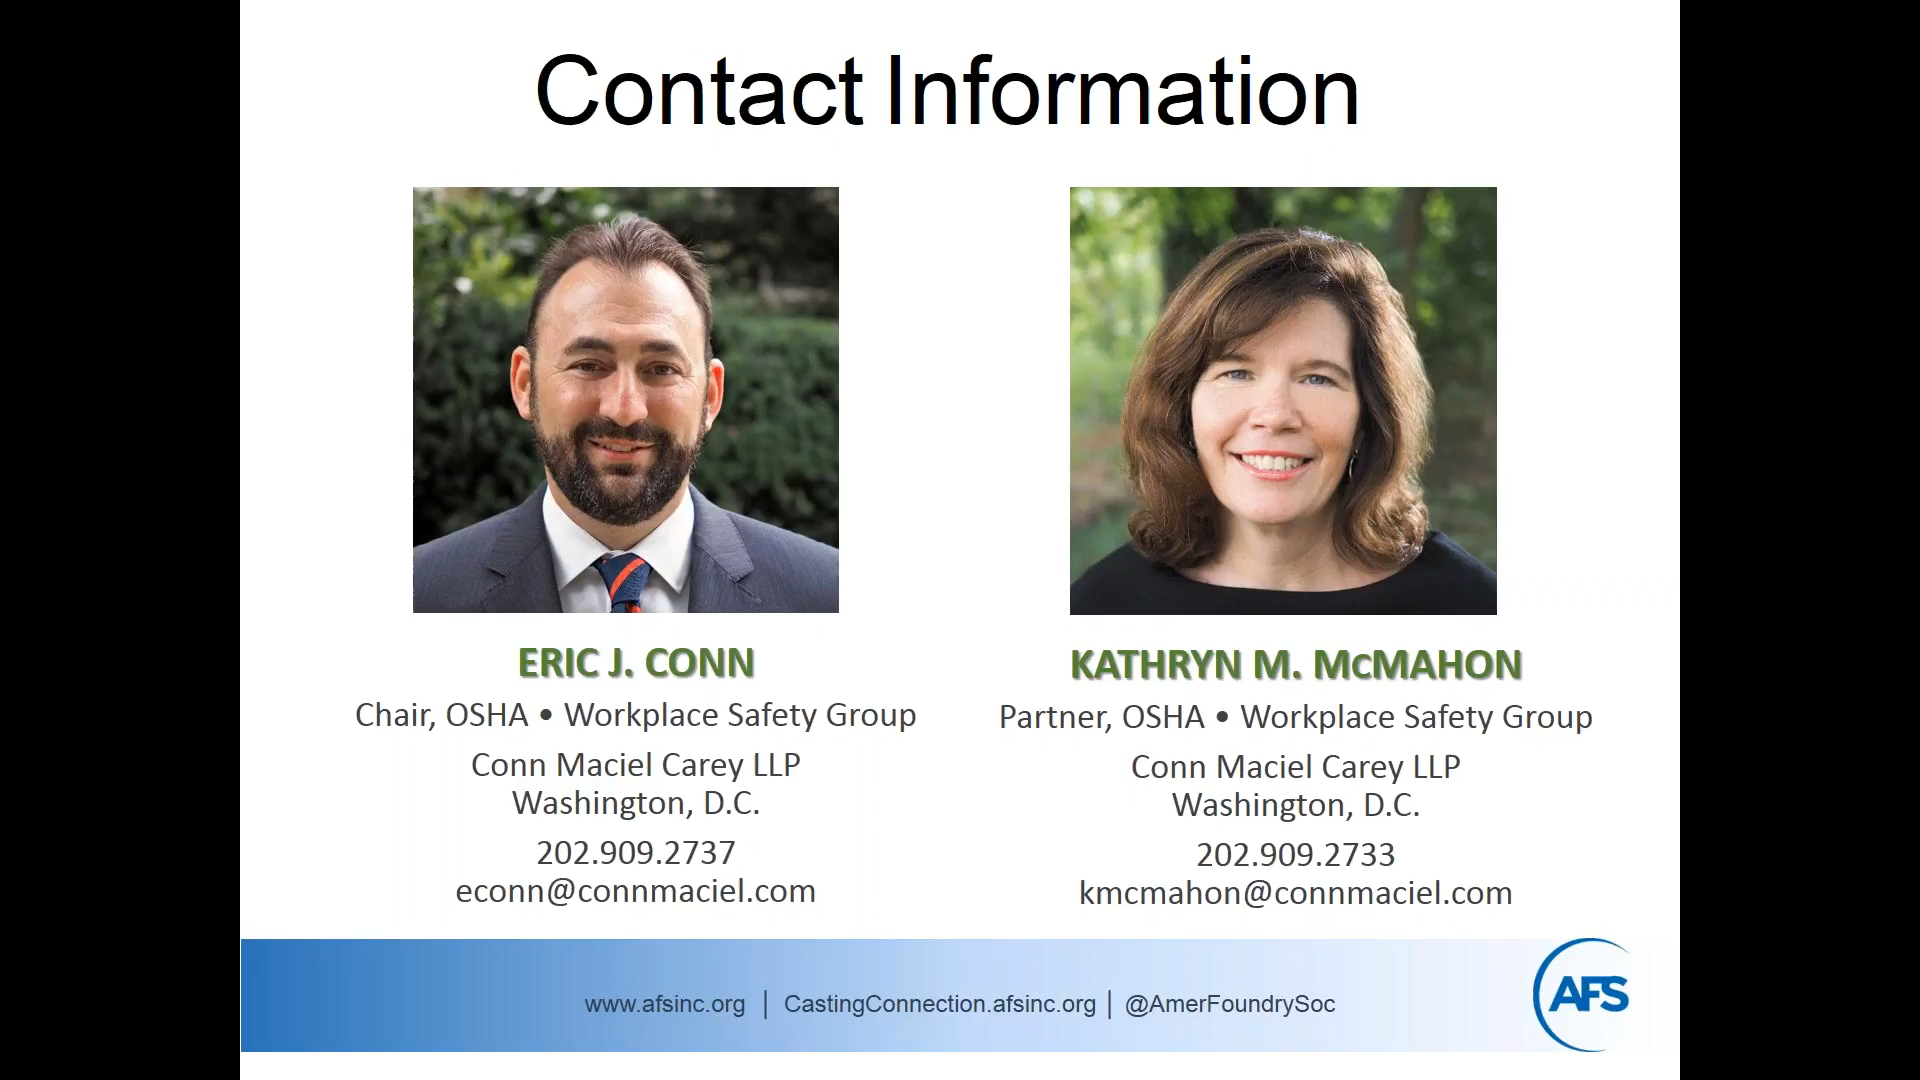 Contact Information
ERIC J. CONN
Chair, OSHA • Workplace Safety Group
Conn Maciel Carey LLP
Washington, D.C.
202.909.2737
econn@connmaciel.com
KATHRYN M. McMAHON
Partner, OSHA • Workplace Safety Group
Conn Maciel Carey LLP
Washington, D.C.
202.909.2733
kmcmahon@connmaciel.com
www.afsinc.org | CastingConnection.afsinc.org | @AmerFoundrySoc
AFS